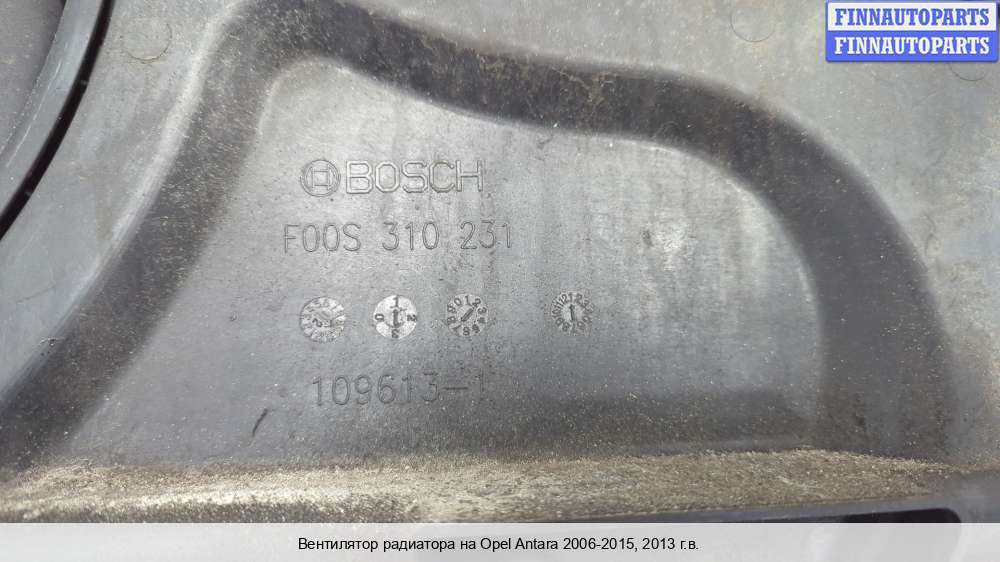 FINNAUTOPARTS
FINNAUTOPARTS
BOSCH
F00S 310 231
109613-1
Вентилятор радиатора на Opel Antara 2006-2015, 2013 г.в.